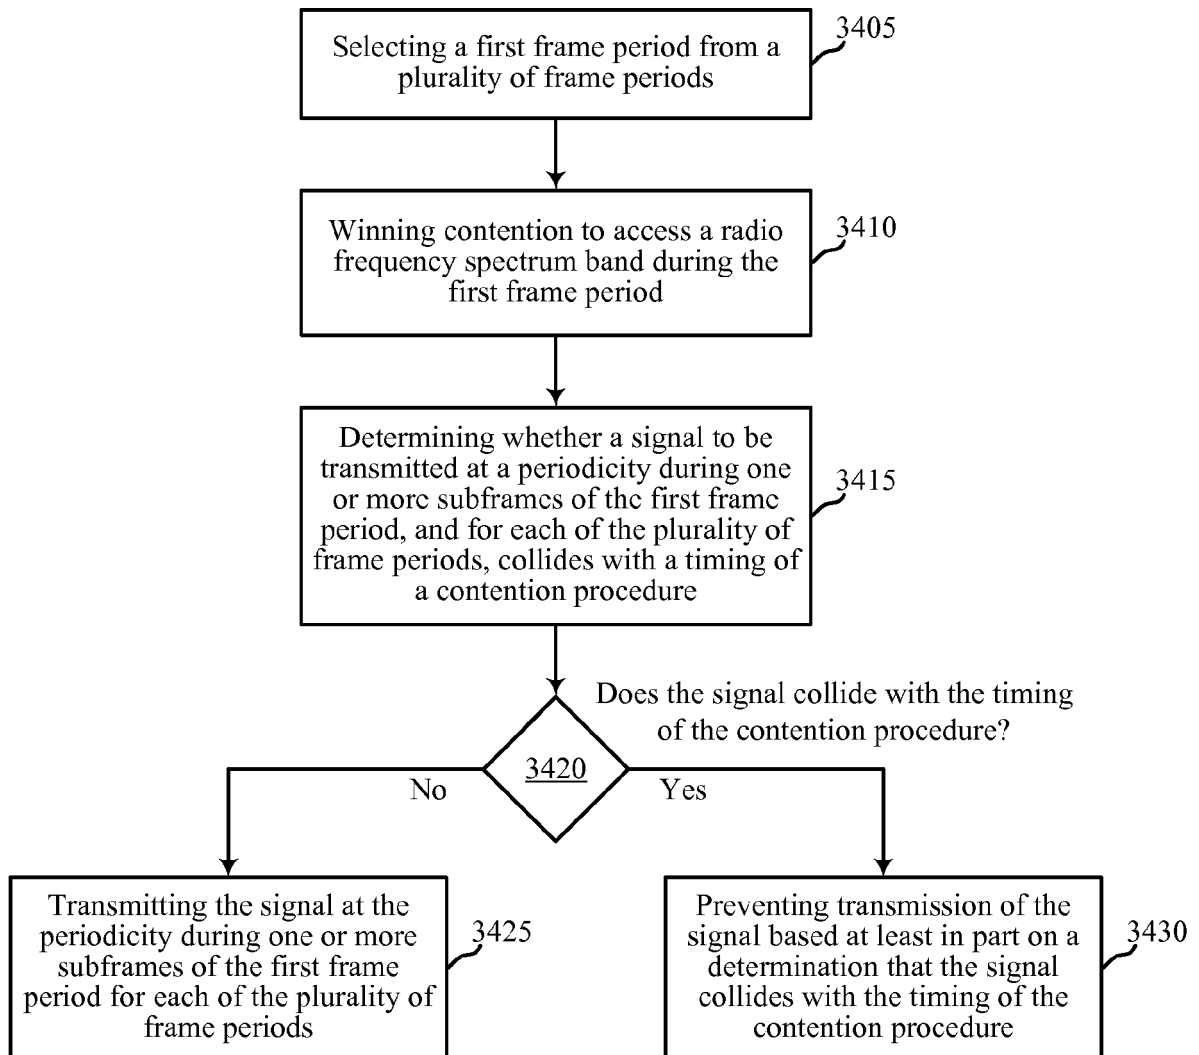 Selecting a first frame period from a
plurality of frame periods
3405
Winning contention to access a radio
frequency spectrum band during the
first frame period
3410
Determining whether a signal to be
transmitted at a periodicity during one
or more subframes of the first frame
period, and for each of the plurality of
frame periods, collides with a timing of
a contention procedure
3415
Does the signal collide with the timing
of the contention procedure?
3420
No
Yes
Transmitting the signal at the
periodicity during one or more
subframes of the first frame
period for each of the plurality of
frame periods
3425
Preventing transmission of the
signal based at least in part on a
determination that the signal
collides with the timing of the
contention procedure
3430